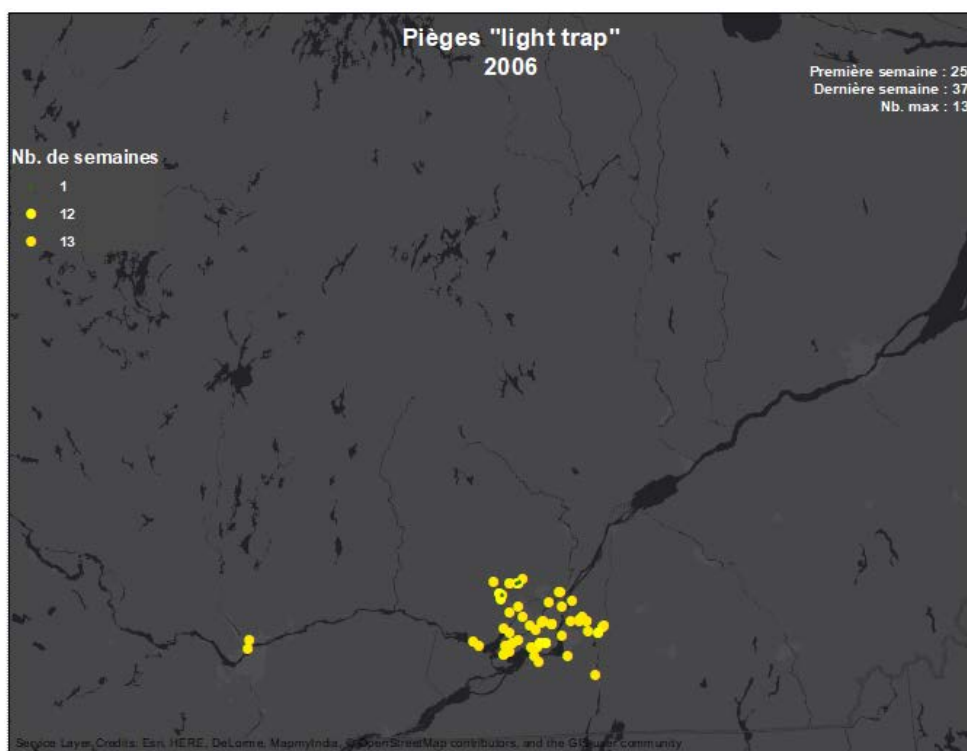 Pièges "light trap"
2006
Première semaine : 25
Dernière semaine : 37
Nb. max : 13
Nb. de semaines
1
12
13
Service Layer Credits: Esri, HERE, DeLorme, MapmyIndia, © OpenStreetMap contributors, and the GIS user community